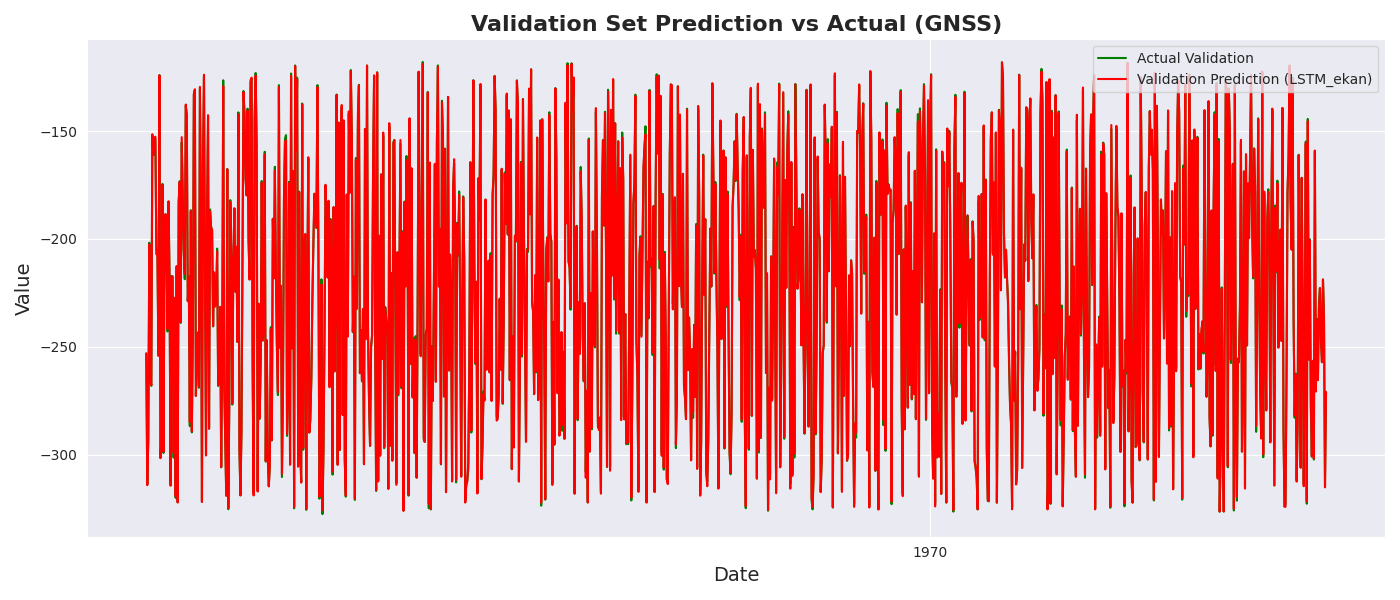 Validation Set Prediction vs Actual (GNSS)
Actual Validation
Validation Prediction (LSTM_ekan)
Value
−150
−200
−250
−300
1970
Date